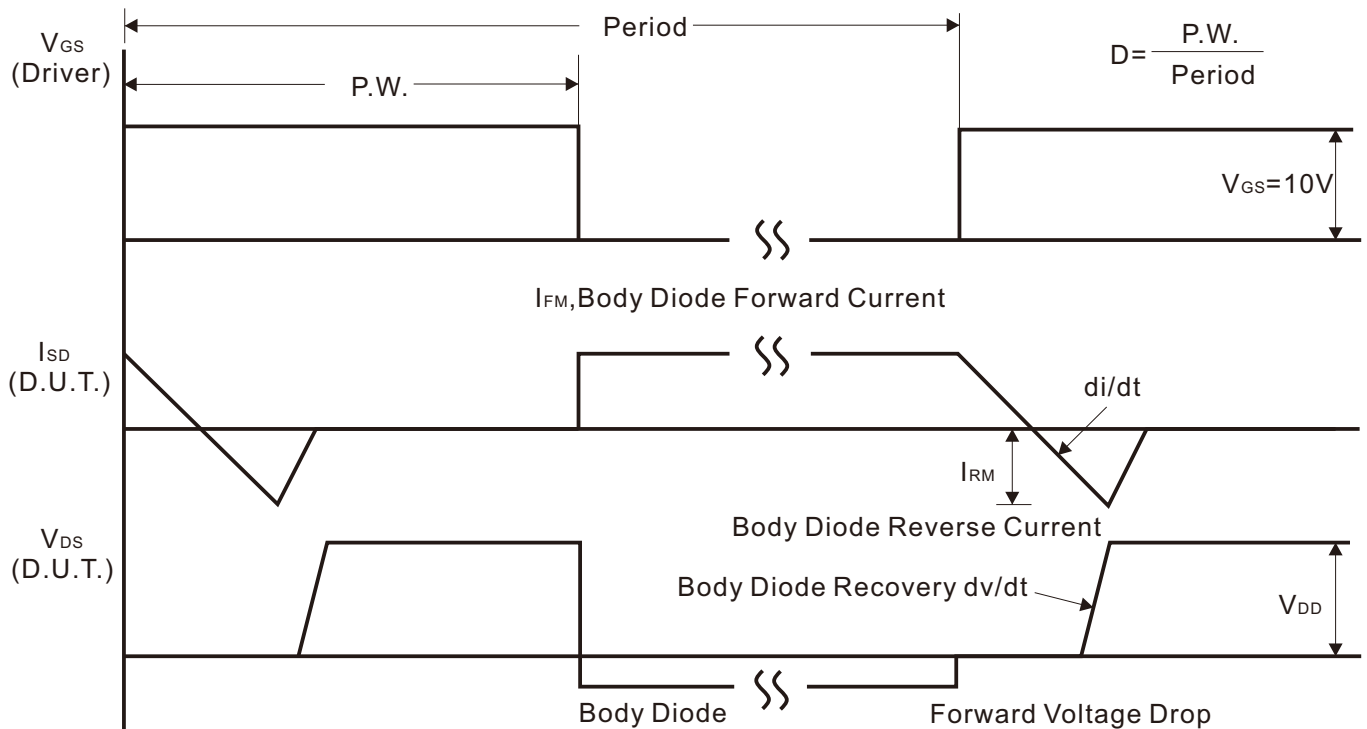 Period
VGS
(Driver)
P.W.
D= P.W.
Period
VGS=10V
IFM,Body Diode Forward Current
ISD
(D.U.T.)
di/dt
IRM
Body Diode Reverse Current
VDS
(D.U.T.)
Body Diode Recovery dv/dt
VDD
Body Diode
Forward Voltage Drop